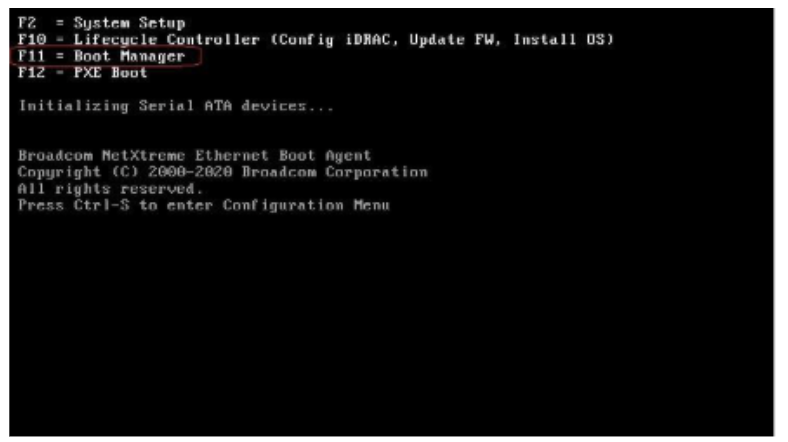 F2 = System Setup
F10 = Lifecycle Controller (Config iDRAC, Update FW, Install OS)
F11 = Boot Manager
F12 = PXE Boot
Initializing Serial ATA devices...
Broadcom NetXtreme Ethernet Boot Agent
Copyright (C) 2000-2020 Broadcom Corporation
All rights reserved.
Press Ctrl-S to enter Configuration Menu